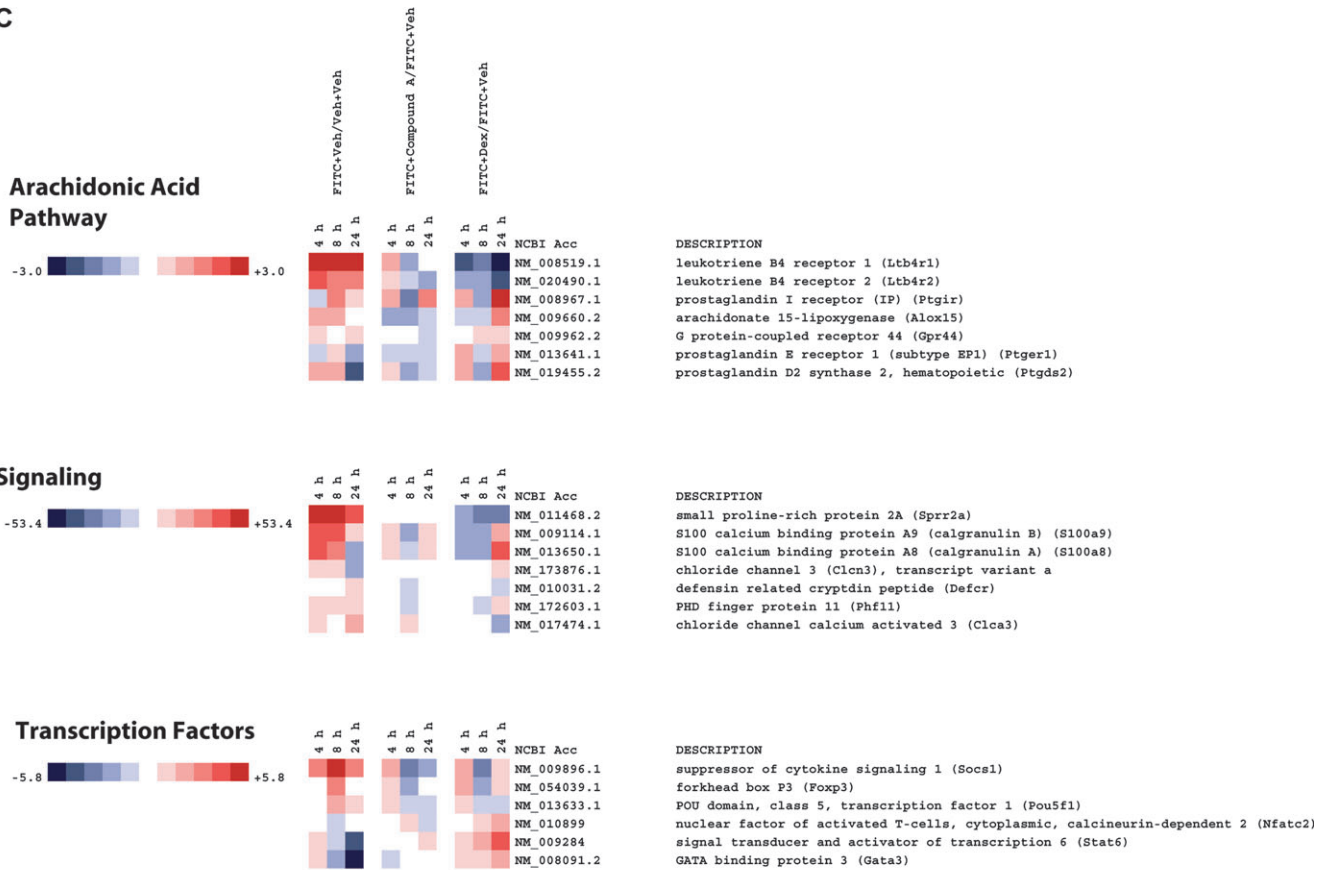 C
FITC+Veh/Veh+Veh
FITC+Compound A/FITC+Veh
FITC+Dex/FITC+Veh
Arachidonic Acid
Pathway
4 h 8 h 24 h 4 h 8 h 24 h 4 h 8 h 24 h NCBI Acc DESCRIPTION
-3.0 +3.0
NM_008519.1 leukotriene B4 receptor 1 (Ltb4r1)
NM_020490.1 leukotriene B4 receptor 2 (Ltb4r2)
NM_008967.1 prostaglandin I receptor (IP) (Ptgir)
NM_009660.2 arachidonate 15-lipoxygenase (Alox15)
NM_009962.2 G protein-coupled receptor 44 (Gpr44)
NM_013641.1 prostaglandin E receptor 1 (subtype EP1) (Ptger1)
NM_019455.2 prostaglandin D2 synthase 2, hematopoietic (Ptgds2)
Signaling
4 h 8 h 24 h 4 h 8 h 24 h 4 h 8 h 24 h NCBI Acc DESCRIPTION
-53.4 +53.4
NM_011468.2 small proline-rich protein 2A (Sprr2a)
NM_009114.1 S100 calcium binding protein A9 (calgranulin B) (S100a9)
NM_013650.1 S100 calcium binding protein A8 (calgranulin A) (S100a8)
NM_173876.1 chloride channel 3 (Clcn3), transcript variant a
NM_010031.2 defensin related cryptdin peptide (Defcr)
NM_172603.1 PHD finger protein 11 (Phf11)
NM_017474.1 chloride channel calcium activated 3 (Clca3)
Transcription Factors
4 h 8 h 24 h 4 h 8 h 24 h 4 h 8 h 24 h NCBI Acc DESCRIPTION
-5.8 +5.8
NM_009896.1 suppressor of cytokine signaling 1 (Socs1)
NM_054039.1 forkhead box P3 (Foxp3)
NM_013633.1 POU domain, class 5, transcription factor 1 (Pou5f1)
NM_010899 nuclear factor of activated T-cells, cytoplasmic, calcineurin-dependent 2 (Nfatc2)
NM_009284 signal transducer and activator of transcription 6 (Stat6)
NM_008091.2 GATA binding protein 3 (Gata3)